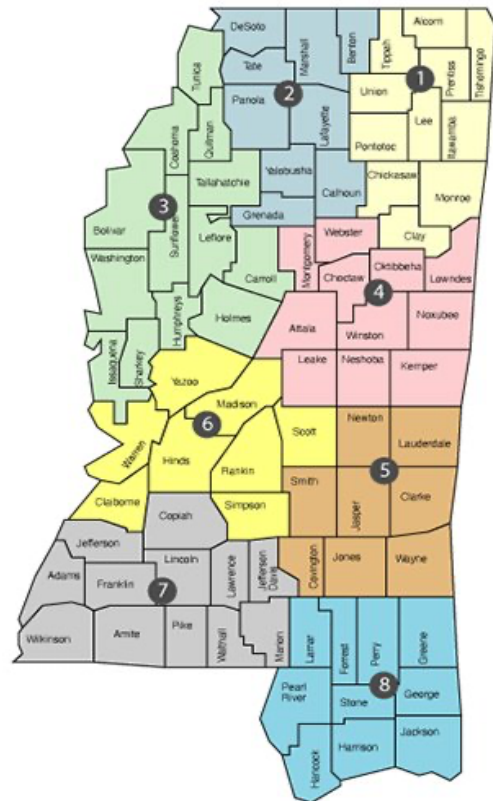 DeSoto
Marshall
Benton
Tippah
Alcorn
Tishomingo
Prentiss
Tate
Tunica
1
2
Union
Panola
Lafayette
Lee
Itawamba
Coahoma
Quitman
Pontotoc
Yalobusha
Chickasaw
Tallahatchie
Calhoun
Monroe
3
Bolivar
Sunflower
Grenada
Leflore
Webster
Clay
Washington
Montgomery
Oktibbeha
Lowndes
Carroll
Choctaw
4
Humphreys
Holmes
Attala
Winston
Noxubee
Issaquena
Sharkey
Leake
Neshoba
Kemper
Yazoo
Madison
Newton
6
Scott
Lauderdale
Warren
Hinds
Rankin
5
Smith
Jasper
Clarke
Claiborne
Simpson
Copiah
Jefferson
Lincoln
Lawrence
Jefferson
Davis
Covington
Jones
Wayne
Adams
Franklin
7
Wilkinson
Amite
Pike
Walthall
Marion
Lamar
Forrest
Perry
Greene
Pearl
River
8
Stone
George
Hancock
Harrison
Jackson